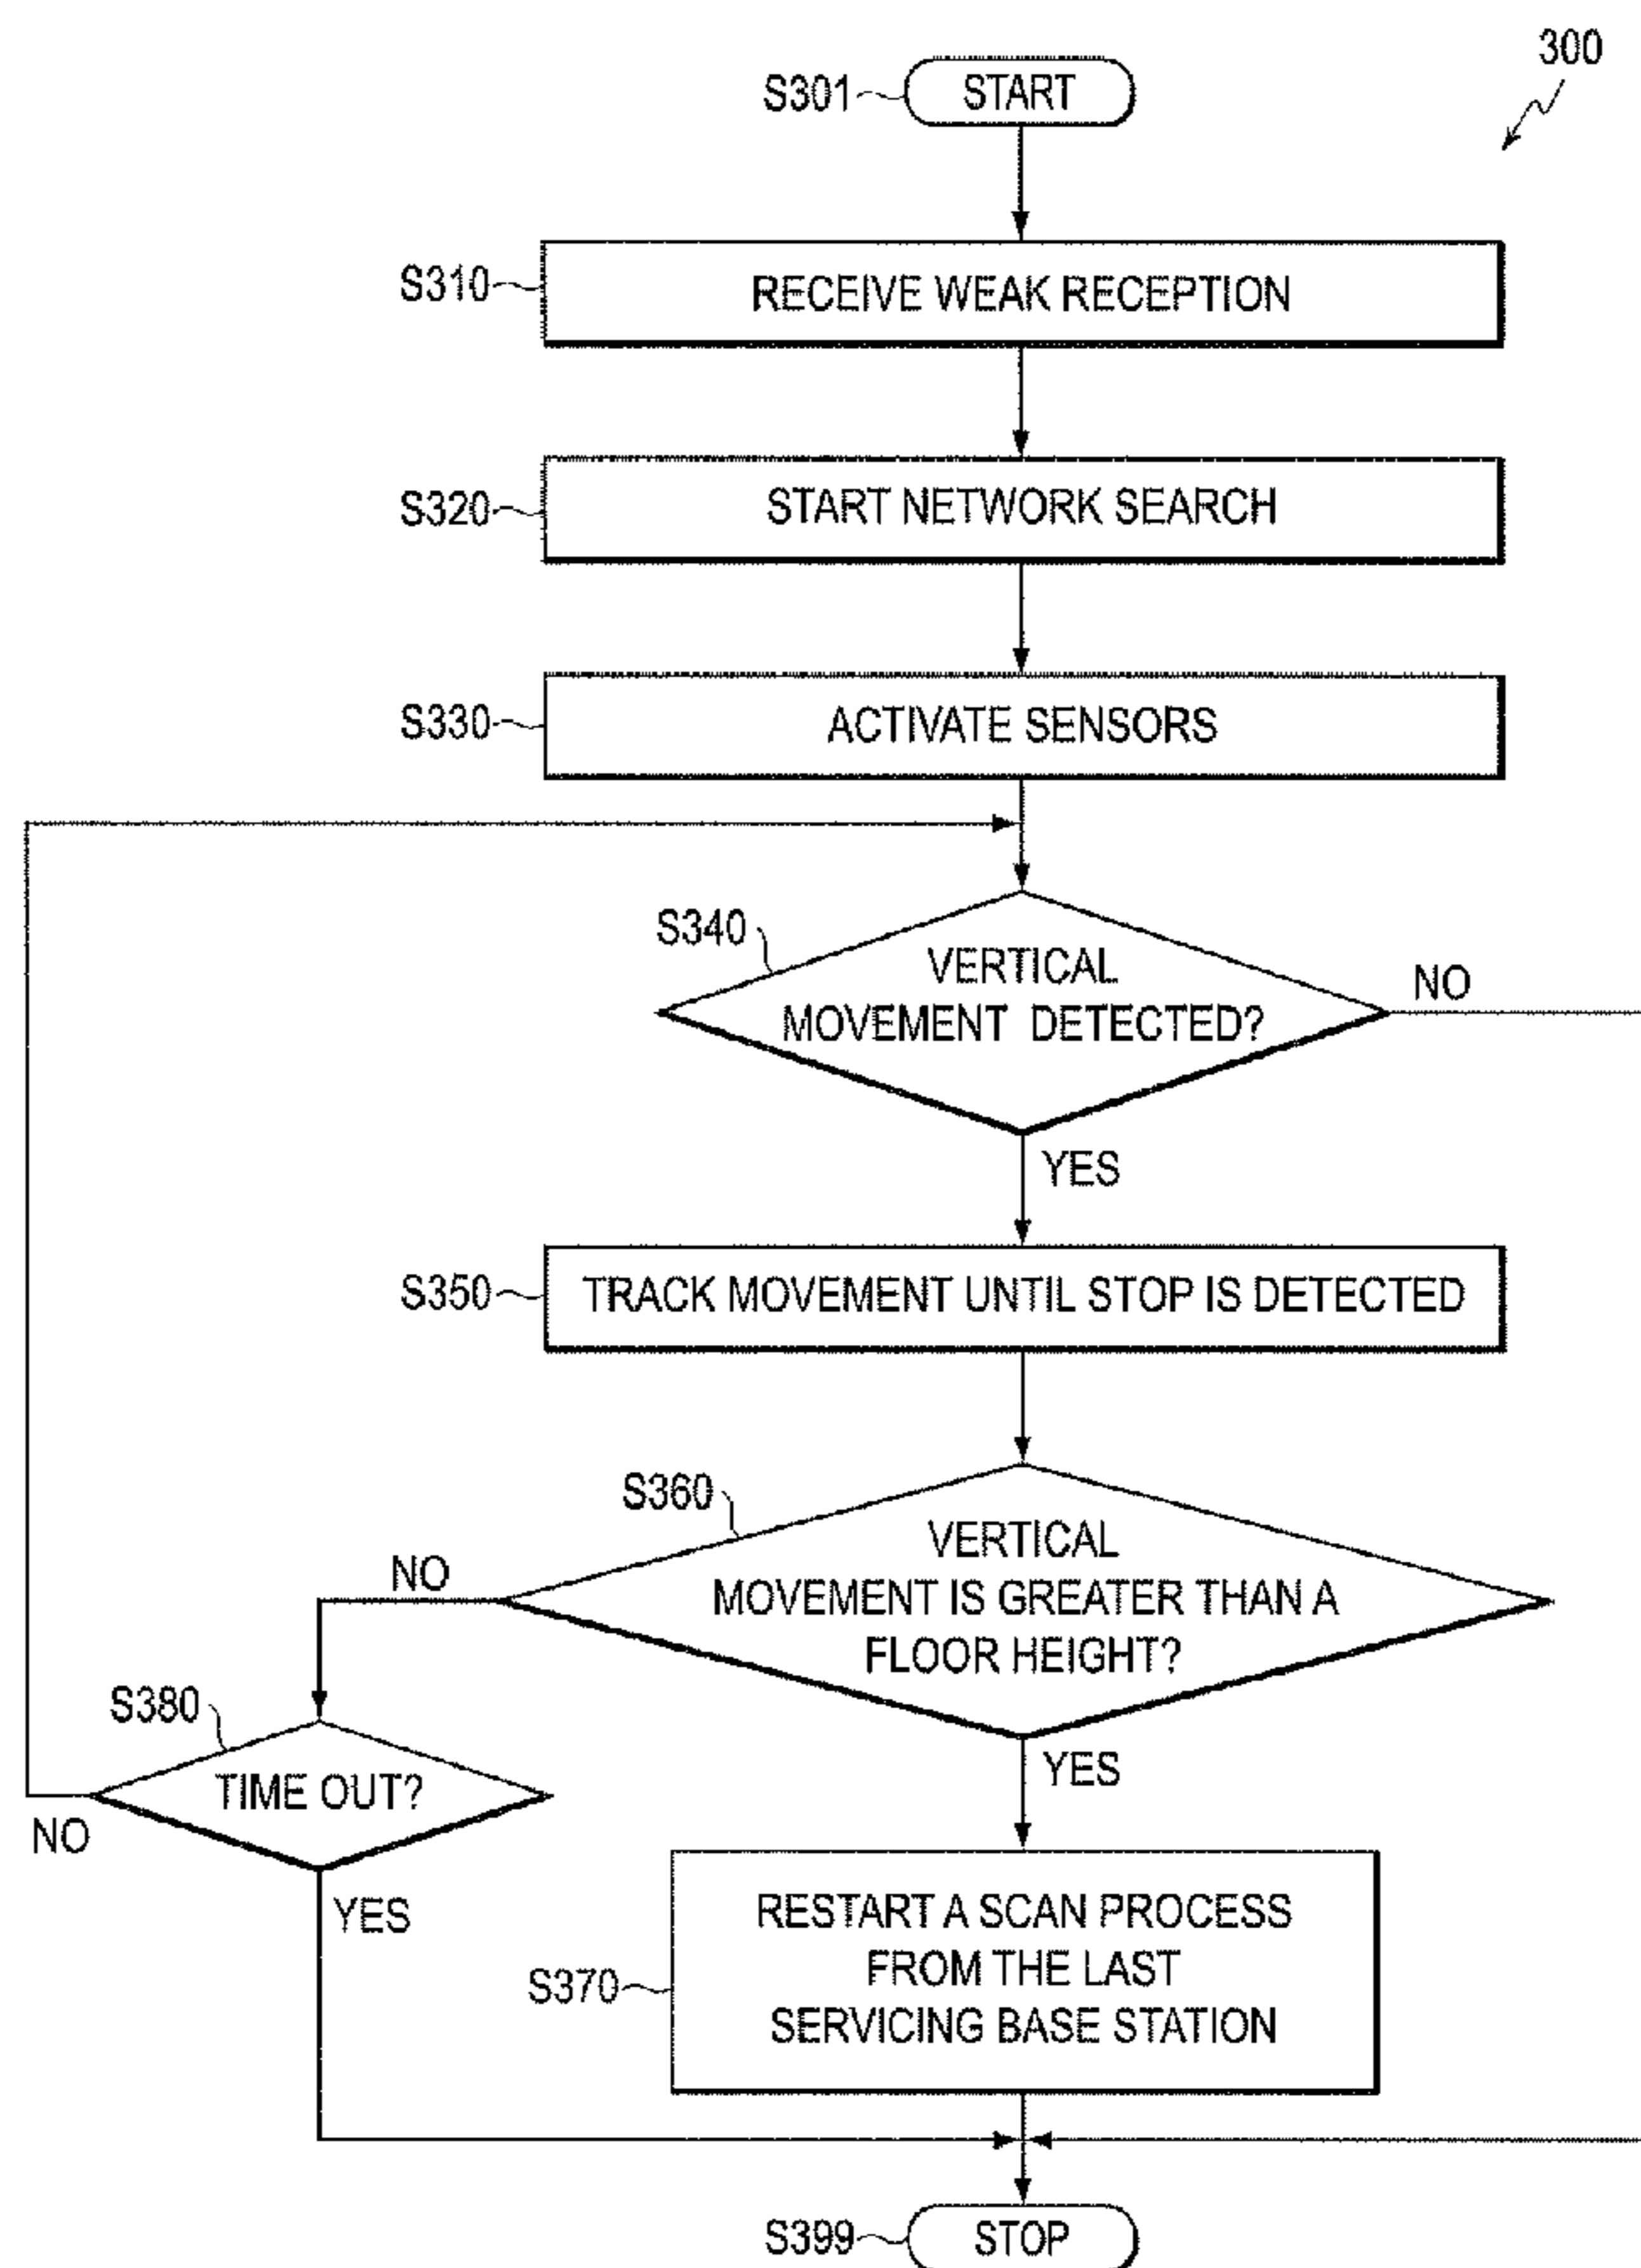 300
S301
START
S310
RECEIVE WEAK RECEPTION
S320
START NETWORK SEARCH
S330
ACTIVATE SENSORS
S340
VERTICAL
MOVEMENT DETECTED?
NO
YES
S350
TRACK MOVEMENT UNTIL STOP IS DETECTED
S360
VERTICAL
MOVEMENT IS GREATER THAN A
FLOOR HEIGHT?
NO
YES
S380
TIME OUT?
NO
YES
S370
RESTART A SCAN PROCESS
FROM THE LAST
SERVICING BASE STATION
S399
STOP